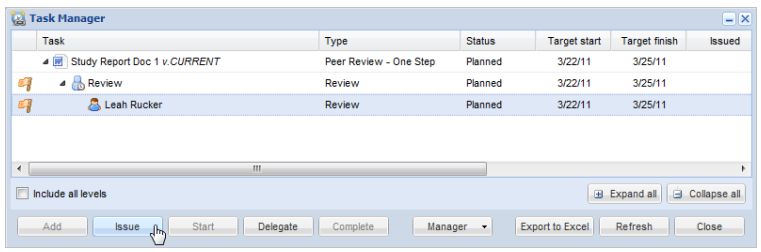 Task Manager
Task Type Status Target start Target finish Issued
Study Report Doc 1 v.CURRENT Peer Review - One Step Planned 3/22/11 3/25/11
Review Review Planned 3/22/11 3/25/11
Leah Rucker Review Planned 3/22/11 3/25/11
Include all levels Expand all Collapse all
Add Issue Start Delegate Complete Manager Export to Excel Refresh Close